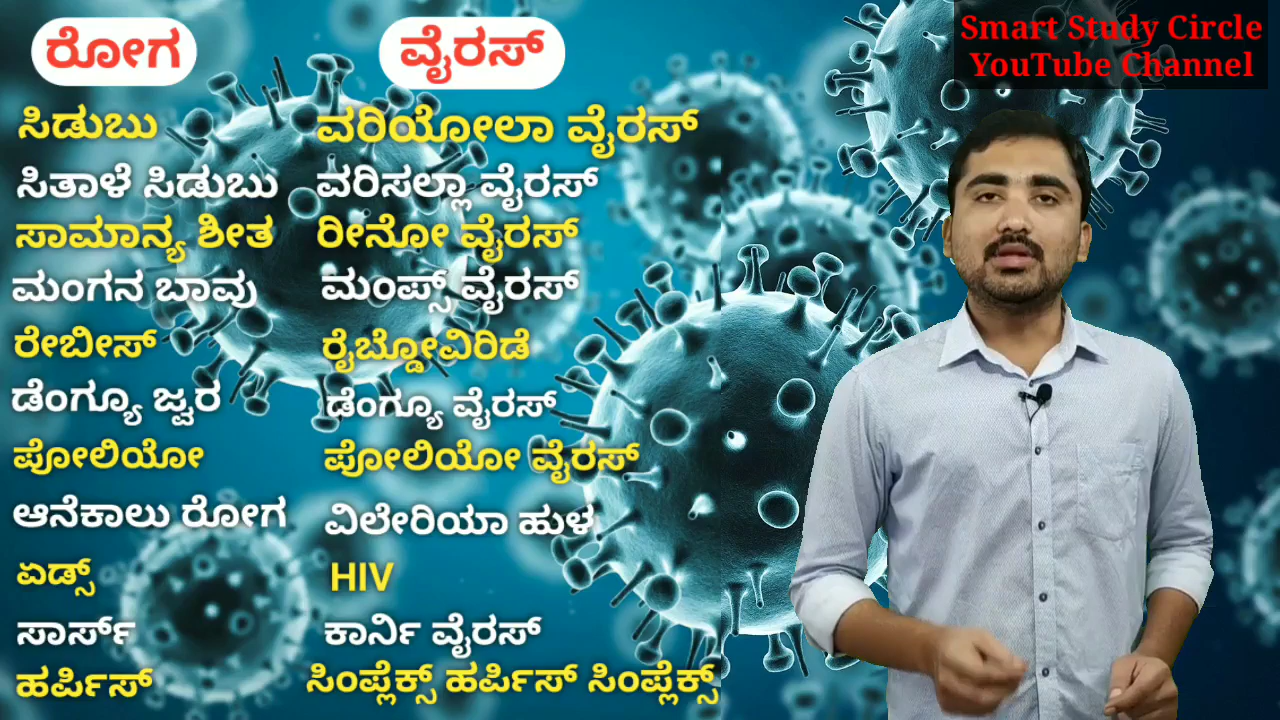 ರೋಗ ವೈರಸ್
Smart Study Circle
YouTube Channel
ಸಿಡುಬು ವರಿಯೋಲಾ ವೈರಸ್
ಸಿತಾಳೆ ಸಿಡುಬು ವರಿಸಲ್ಲಾ ವೈರಸ್
ಸಾಮಾನ್ಯ ಶೀತ ರೀನೋ ವೈರಸ್
ಮಂಗನ ಬಾವು ಮಂಪ್ಸ್ ವೈರಸ್
ರೇಬೀಸ್ ರೈಬ್ಡೋವಿರಿಡೆ
ಡೆಂಗ್ಯೂ ಜ್ವರ ಡೆಂಗ್ಯೂ ವೈರಸ್
ಪೋಲಿಯೋ ಪೋಲಿಯೋ ವೈರಸ್
ಆನೆಕಾಲು ರೋಗ ವಿಲೇರಿಯಾ ಹುಳ
ಏಡ್ಸ್ HIV
ಸಾರ್ಸ್ ಕಾರ್ನಿ ವೈರಸ್
ಹರ್ಪಿಸ್ ಸಿಂಪ್ಲೆಕ್ಸ್ ಹರ್ಪಿಸ್ ಸಿಂಪ್ಲೆಕ್ಸ್